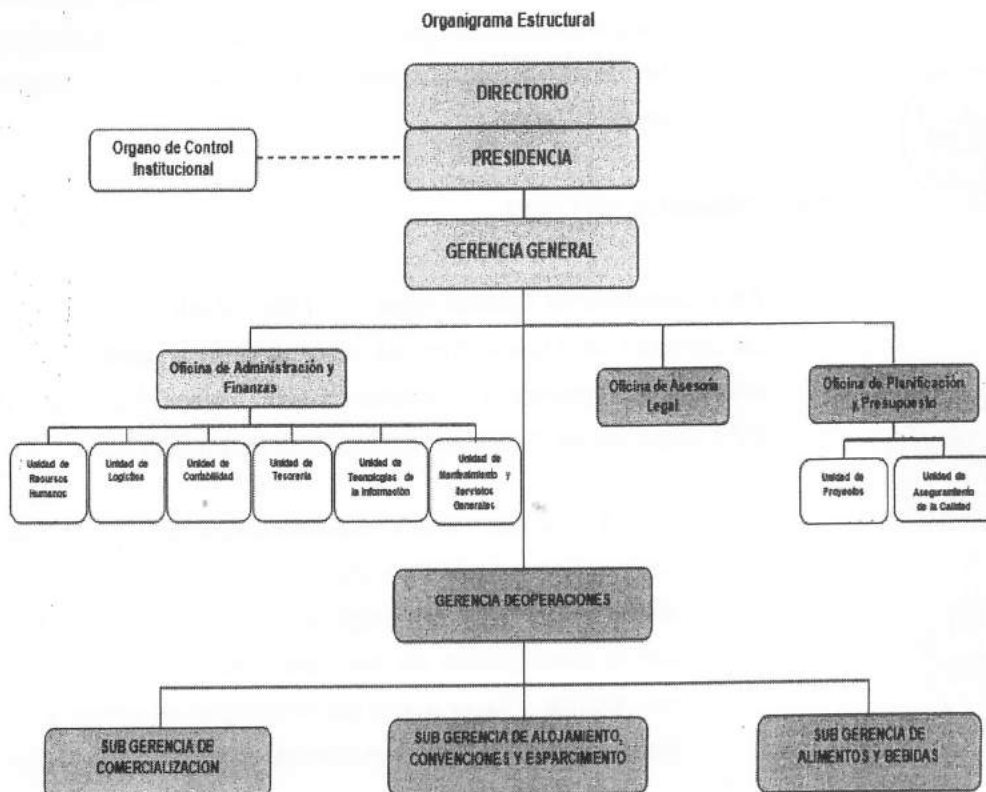 Organigrama Estructural
DIRECTORIO
Organo de Control
Institucional
PRESIDENCIA
GERENCIA GENERAL
Oficina de Administración y
Finanzas
Oficina de Asesoría
Legal
Oficina de Planificación
y Presupuesto
Unidad de
Recursos
Humanos
Unidad de
Logística
Unidad de
Contabilidad
Unidad de
Tesorería
Unidad de
Tecnologías de
la Información
Unidad de
Mantenimiento y
Servicios
Generales
Unidad de
Proyectos
Unidad de
Aseguramiento
de la Calidad
GERENCIA DEOPERACIONES
SUB GERENCIA DE
COMERCIALIZACION
SUB GERENCIA DE ALOJAMIENTO,
CONVENCIONES Y ESPARCIMIENTO
SUB GERENCIA DE
ALIMENTOS Y BEBIDAS